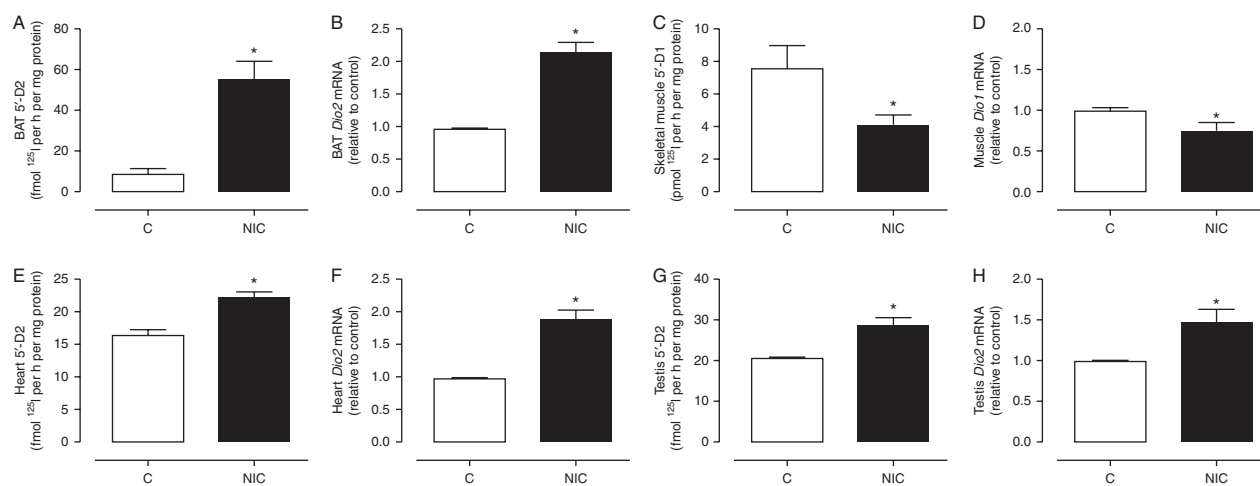 A
BAT 5′-D2
(fmol ¹²⁵I per h per mg protein)
80
60
40
20
0
*
C
NIC
B
BAT Dio2 mRNA
(relative to control)
2.5
2.0
1.5
1.0
0.5
0.0
*
C
NIC
C
Skeletal muscle 5′-D1
(pmol ¹²⁵I per h per mg protein)
10
8
6
4
2
0
*
C
NIC
D
Muscle Dio1 mRNA
(relative to control)
2.0
1.5
1.0
0.5
0.0
*
C
NIC
E
Heart 5′-D2
(fmol ¹²⁵I per h per mg protein)
25
20
15
10
5
0
*
C
NIC
F
Heart Dio2 mRNA
(relative to control)
2.5
2.0
1.5
1.0
0.5
0.0
*
C
NIC
G
Testis 5′-D2
(fmol ¹²⁵I per h per mg protein)
40
30
20
10
0
*
C
NIC
H
Testis Dio2 mRNA
(relative to control)
2.0
1.5
1.0
0.5
0.0
*
C
NIC